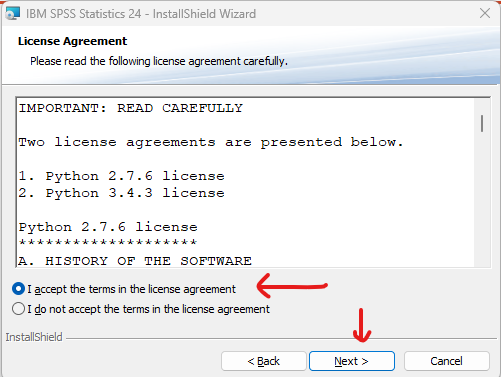 IBM SPSS Statistics 24 - InstallShield Wizard
License Agreement
Please read the following license agreement carefully.
IMPORTANT: READ CAREFULLY
Two license agreements are presented below.
1. Python 2.7.6 license
2. Python 3.4.3 license
Python 2.7.6 license
********************
A. HISTORY OF THE SOFTWARE
I accept the terms in the license agreement
I do not accept the terms in the license agreement
InstallShield
< Back Next > Cancel